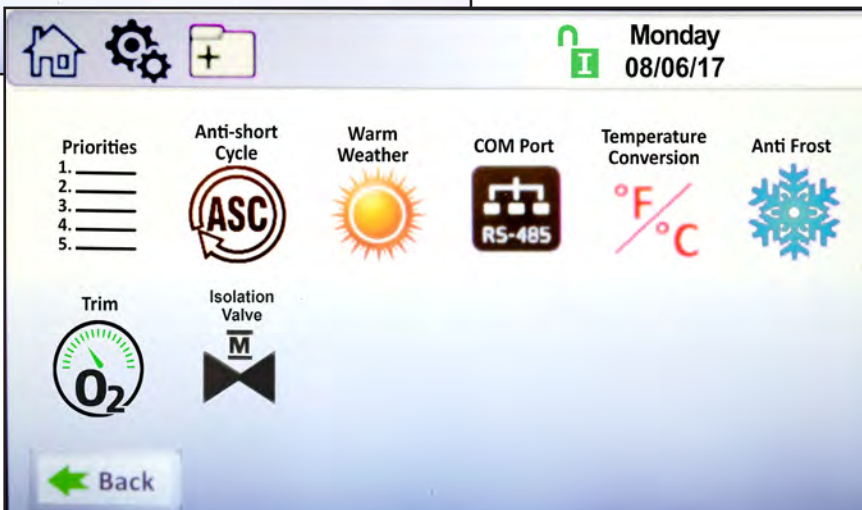 I
Monday
08/06/17
Priorities
1.
2.
3.
4.
5.
Anti-short
Cycle
ASC
Warm
Weather
COM Port
RS-485
Temperature
Conversion
°F/°C
Anti Frost
Trim
O2
Isolation
Valve
M
Back